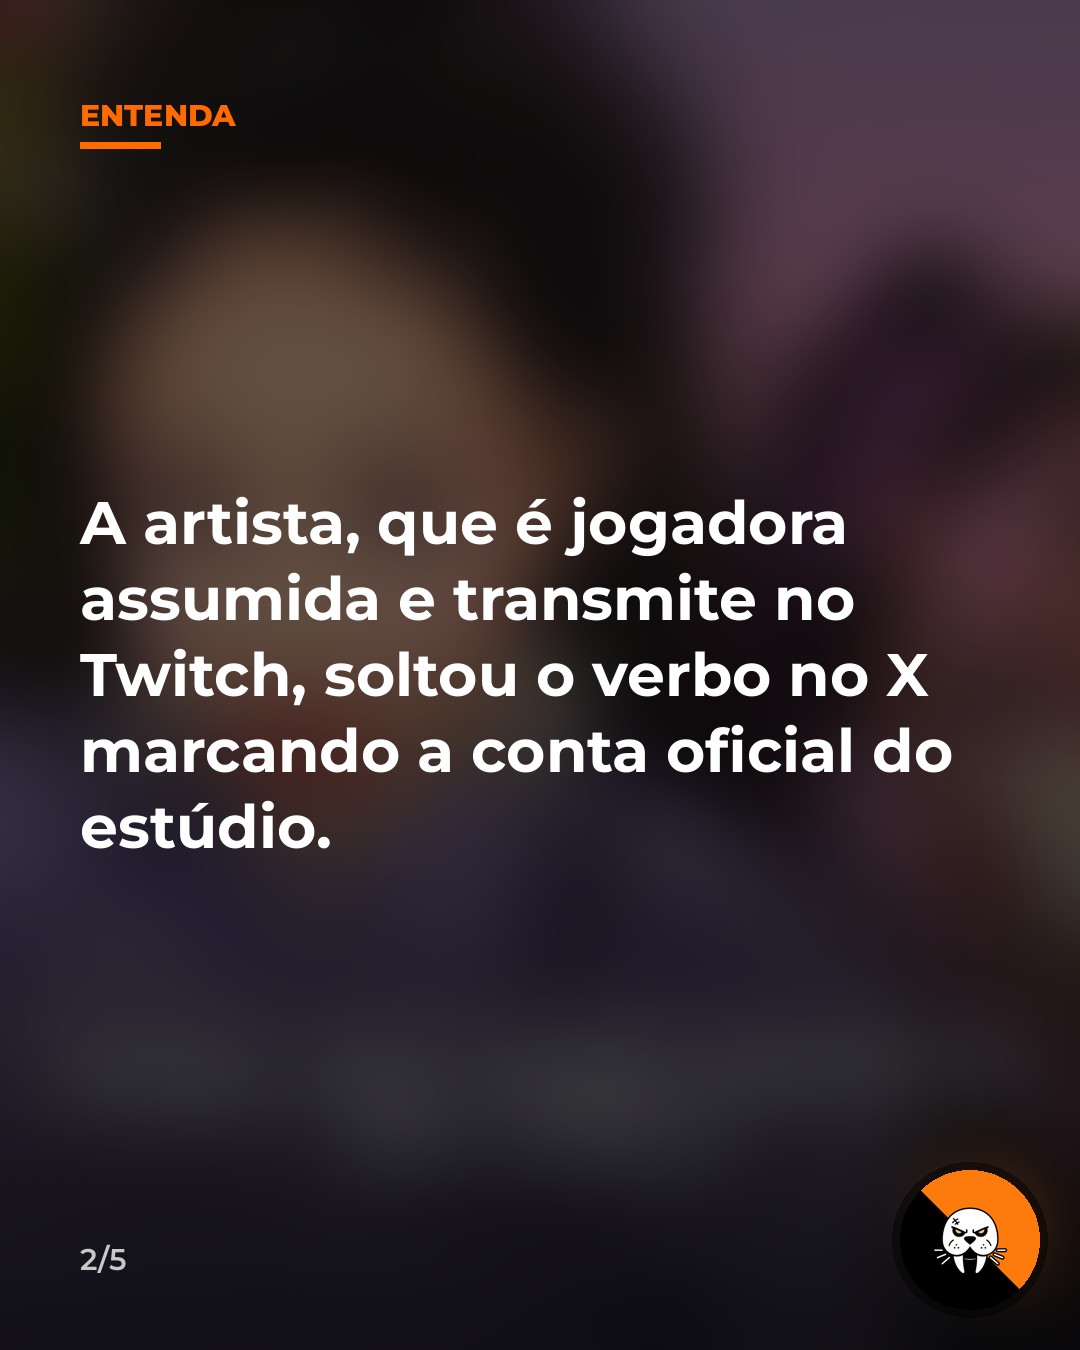 ENTENDA
A artista, que é jogadora
assumida e transmite no
Twitch, soltou o verbo no X
marcando a conta oficial do
estúdio.
2/5